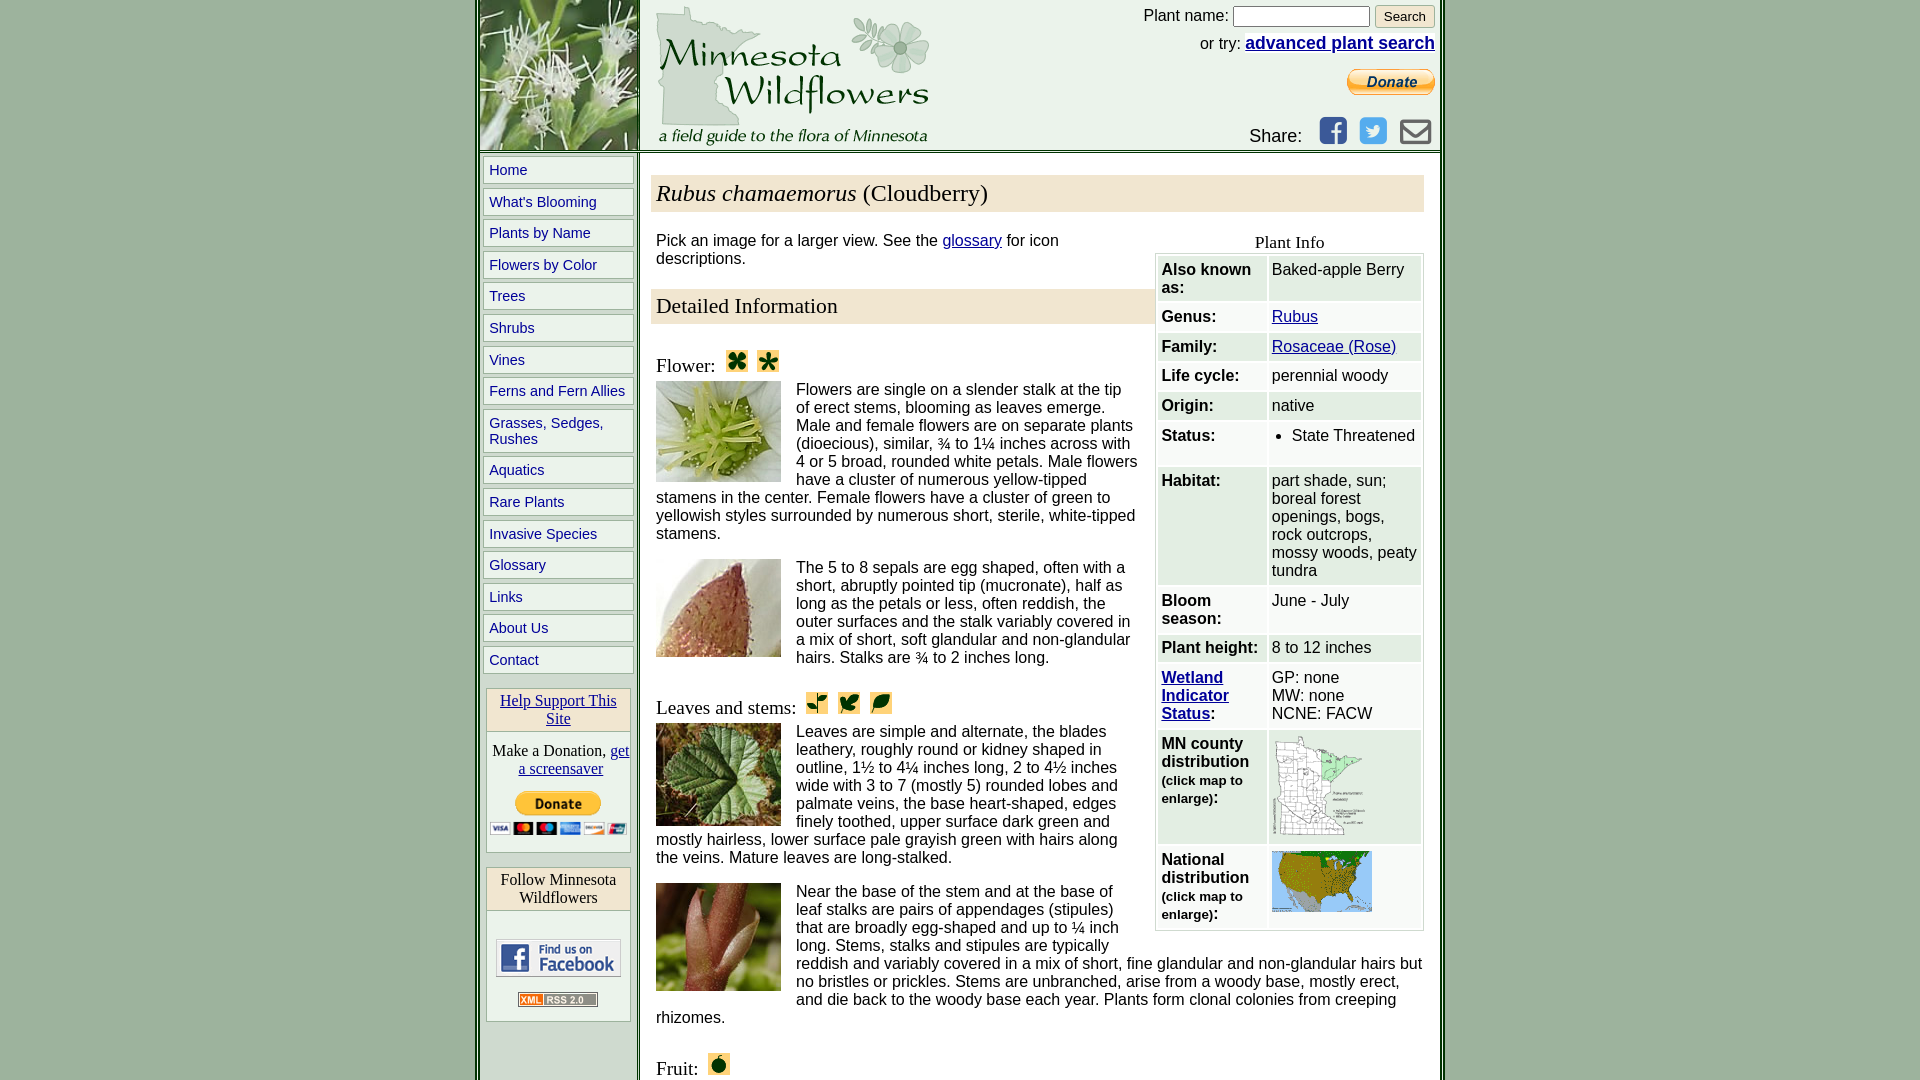 Minnesota
Wildflowers
a field guide to the flora of Minnesota
Plant name:
Search
or try: advanced plant search
Donate
Share:
Home
What's Blooming
Plants by Name
Flowers by Color
Trees
Shrubs
Vines
Ferns and Fern Allies
Grasses, Sedges,
Rushes
Aquatics
Rare Plants
Invasive Species
Glossary
Links
About Us
Contact
Help Support This
Site
Make a Donation, get
a screensaver
Donate
VISA
Follow Minnesota
Wildflowers
Find us on
Facebook
XML RSS 2.0
Rubus chamaemorus (Cloudberry)
Pick an image for a larger view. See the glossary for icon
descriptions.
Detailed Information
Flower:
Flowers are single on a slender stalk at the tip
of erect stems, blooming as leaves emerge.
Male and female flowers are on separate plants
(dioecious), similar, ¾ to 1¼ inches across with
4 or 5 broad, rounded white petals. Male flowers
have a cluster of numerous yellow-tipped
stamens in the center. Female flowers have a cluster of green to
yellowish styles surrounded by numerous short, sterile, white-tipped
stamens.
The 5 to 8 sepals are egg shaped, often with a
short, abruptly pointed tip (mucronate), half as
long as the petals or less, often reddish, the
outer surfaces and the stalk variably covered in
a mix of short, soft glandular and non-glandular
hairs. Stalks are ¾ to 2 inches long.
Leaves and stems:
Leaves are simple and alternate, the blades
leathery, roughly round or kidney shaped in
outline, 1½ to 4¼ inches long, 2 to 4½ inches
wide with 3 to 7 (mostly 5) rounded lobes and
palmate veins, the base heart-shaped, edges
finely toothed, upper surface dark green and
mostly hairless, lower surface pale grayish green with hairs along
the veins. Mature leaves are long-stalked.
Near the base of the stem and at the base of
leaf stalks are pairs of appendages (stipules)
that are broadly egg-shaped and up to ¼ inch
long. Stems, stalks and stipules are typically
reddish and variably covered in a mix of short, fine glandular and non-glandular hairs but
no bristles or prickles. Stems are unbranched, arise from a woody base, mostly erect,
and die back to the woody base each year. Plants form clonal colonies from creeping
rhizomes.
Fruit:
Plant Info
Also known
as:
Baked-apple Berry
Genus:
Rubus
Family:
Rosaceae (Rose)
Life cycle:
perennial woody
Origin:
native
Status:
• State Threatened
Habitat:
part shade, sun;
boreal forest
openings, bogs,
rock outcrops,
mossy woods, peaty
tundra
Bloom
season:
June - July
Plant height:
8 to 12 inches
Wetland
Indicator
Status:
GP: none
MW: none
NCNE: FACW
MN county
distribution
(click map to
enlarge):
National
distribution
(click map to
enlarge):